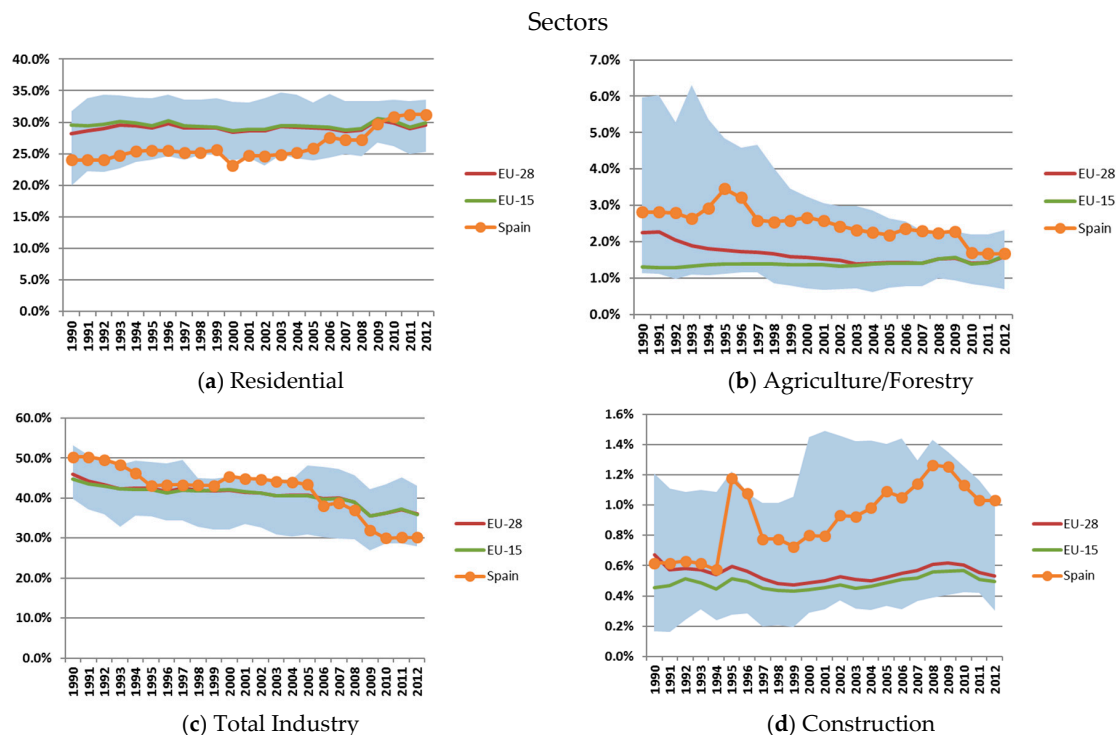 Sectors
40.0%
35.0%
30.0%
25.0%
20.0%
15.0%
10.0%
5.0%
0.0%
1990 1991 1992 1993 1994 1995 1996 1997 1998 1999 2000 2001 2002 2003 2004 2005 2006 2007 2008 2009 2010 2011 2012
EU-28
EU-15
Spain
(a) Residential
7.0%
6.0%
5.0%
4.0%
3.0%
2.0%
1.0%
0.0%
1990 1991 1992 1993 1994 1995 1996 1997 1998 1999 2000 2001 2002 2003 2004 2005 2006 2007 2008 2009 2010 2011 2012
EU-28
EU-15
Spain
(b) Agriculture/Forestry
60.0%
50.0%
40.0%
30.0%
20.0%
10.0%
0.0%
1990 1991 1992 1993 1994 1995 1996 1997 1998 1999 2000 2001 2002 2003 2004 2005 2006 2007 2008 2009 2010 2011 2012
EU-28
EU-15
Spain
(c) Total Industry
1.6%
1.4%
1.2%
1.0%
0.8%
0.6%
0.4%
0.2%
0.0%
1990 1991 1992 1993 1994 1995 1996 1997 1998 1999 2000 2001 2002 2003 2004 2005 2006 2007 2008 2009 2010 2011 2012
EU-28
EU-15
Spain
(d) Construction